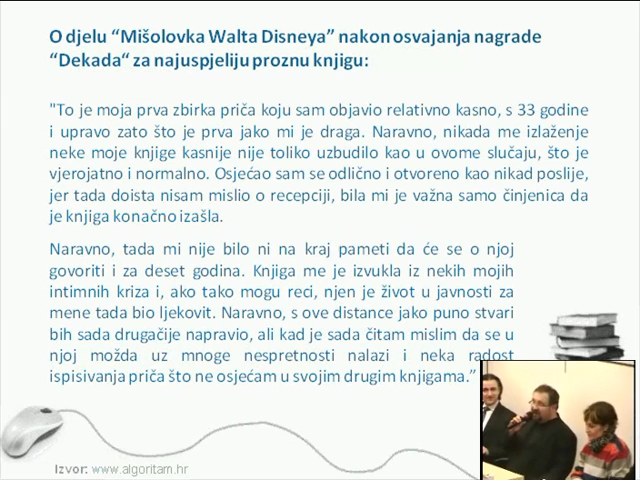 O djelu “Mišolovka Walta Disneya” nakon osvajanja nagrade
“Dekada“ za najuspjeliju proznu knjigu:
"To je moja prva zbirka priča koju sam objavio relativno kasno, s 33 godine
i upravo zato što je prva jako mi je draga. Naravno, nikada me izlaženje
neke moje knjige kasnije nije toliko uzbudilo kao u ovome slučaju, što je
vjerojatno i normalno. Osjećao sam se odlično i otvoreno kao nikad poslije,
jer tada doista nisam mislio o recepciji, bila mi je važna samo činjenica da
je knjiga konačno izašla.
Naravno, tada mi nije bilo ni na kraj pameti da će se o njoj
govoriti i za deset godina. Knjiga me je izvukla iz nekih mojih
intimnih kriza i, ako tako mogu reci, njen je život u javnosti za
mene tada bio ljekovit. Naravno, s ove distance jako puno stvari
bih sada drugačije napravio, ali kad je sada čitam mislim da se u
njoj možda uz mnoge nespretnosti nalazi i neka radost
ispisivanja priča što ne osjećam u svojim drugim knjigama.”
Izvor: www.algoritam.hr